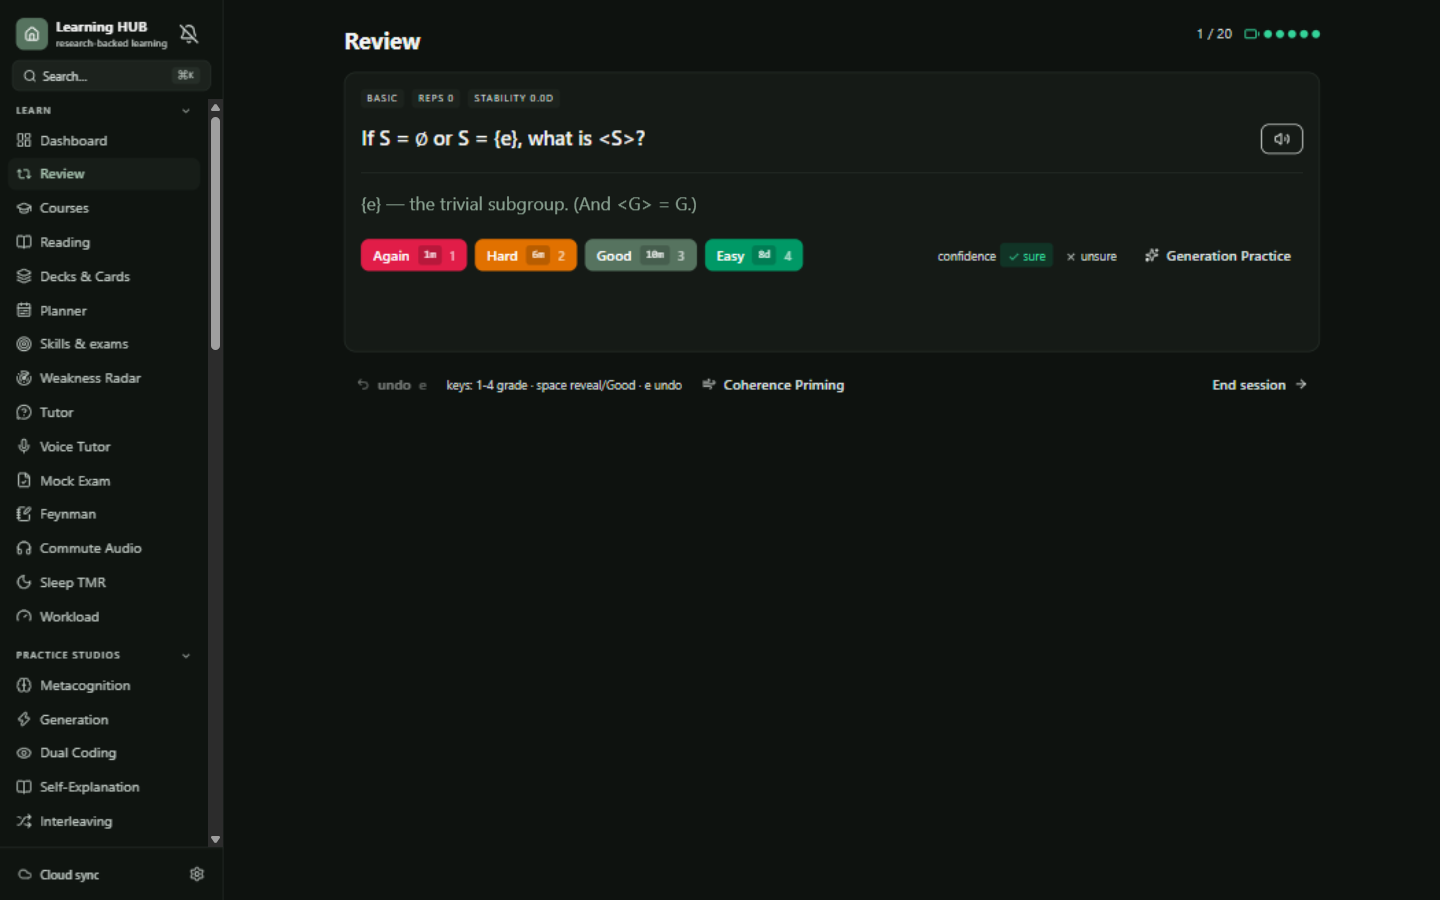 Learning HUB
research-backed learning
Search... ⌘K
LEARN
Dashboard
Review
Courses
Reading
Decks & Cards
Planner
Skills & exams
Weakness Radar
Tutor
Voice Tutor
Mock Exam
Feynman
Commute Audio
Sleep TMR
Workload
PRACTICE STUDIOS
Metacognition
Generation
Dual Coding
Self-Explanation
Interleaving
Cloud sync
Review
1 / 20
BASIC REPS 0 STABILITY 0.0D
If S = ∅ or S = {e}, what is <S>?
{e} — the trivial subgroup. (And <G> = G.)
Again 1m 1 Hard 6m 2 Good 10m 3 Easy 8d 4 confidence ✓ sure × unsure Generation Practice
undo e keys: 1-4 grade · space reveal/Good · e undo Coherence Priming End session →